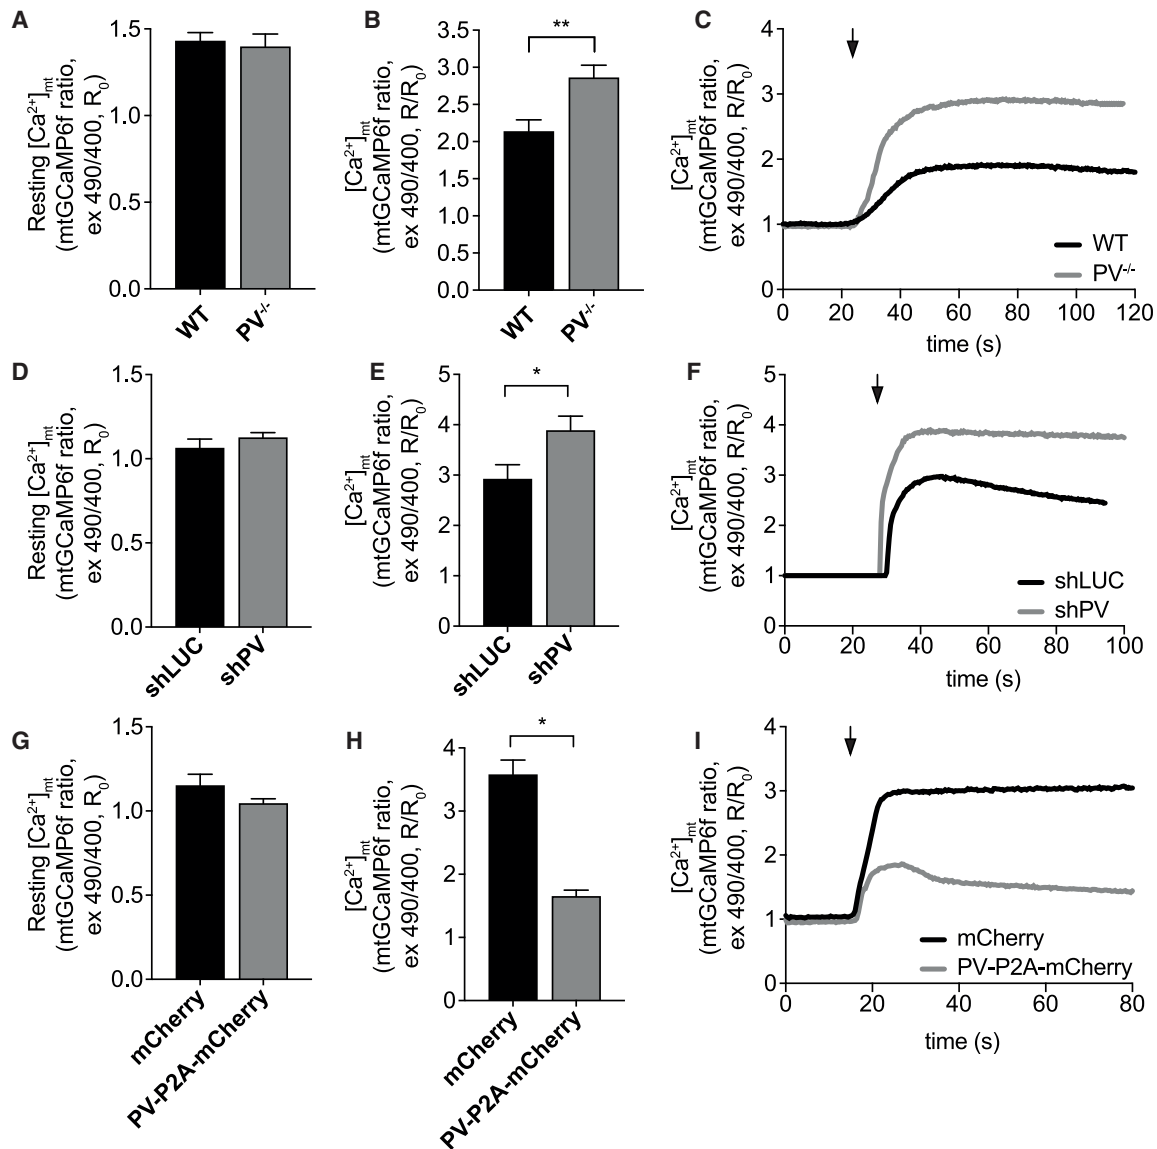 A
Resting [Ca²⁺]mt
(mtGCaMP6f ratio,
ex 490/400, R₀)
1.5
1.0
0.5
0.0
WT
PV⁻/⁻
B
[Ca²⁺]mt
(mtGCaMP6f ratio,
ex 490/400, R/R₀)
3.5
3.0
2.5
2.0
1.5
1.0
0.5
0.0
**
WT
PV⁻/⁻
C
[Ca²⁺]mt
(mtGCaMP6f ratio,
ex 490/400, R/R₀)
4
3
2
1
0
WT
PV⁻/⁻
0 20 40 60 80 100 120
time (s)
D
Resting [Ca²⁺]mt
(mtGCaMP6f ratio,
ex 490/400, R₀)
1.5
1.0
0.5
0.0
shLUC
shPV
E
[Ca²⁺]mt
(mtGCaMP6f ratio,
ex 490/400, R/R₀)
5
4
3
2
1
0
*
shLUC
shPV
F
[Ca²⁺]mt
(mtGCaMP6f ratio,
ex 490/400, R/R₀)
5
4
3
2
1
0
shLUC
shPV
0 20 40 60 80 100
time (s)
G
Resting [Ca²⁺]mt
(mtGCaMP6f ratio,
ex 490/400, R₀)
1.5
1.0
0.5
0.0
mCherry
PV-P2A-mCherry
H
[Ca²⁺]mt
(mtGCaMP6f ratio,
ex 490/400, R/R₀)
4
3
2
1
0
*
mCherry
PV-P2A-mCherry
I
[Ca²⁺]mt
(mtGCaMP6f ratio,
ex 490/400, R/R₀)
4
3
2
1
0
mCherry
PV-P2A-mCherry
0 20 40 60 80
time (s)